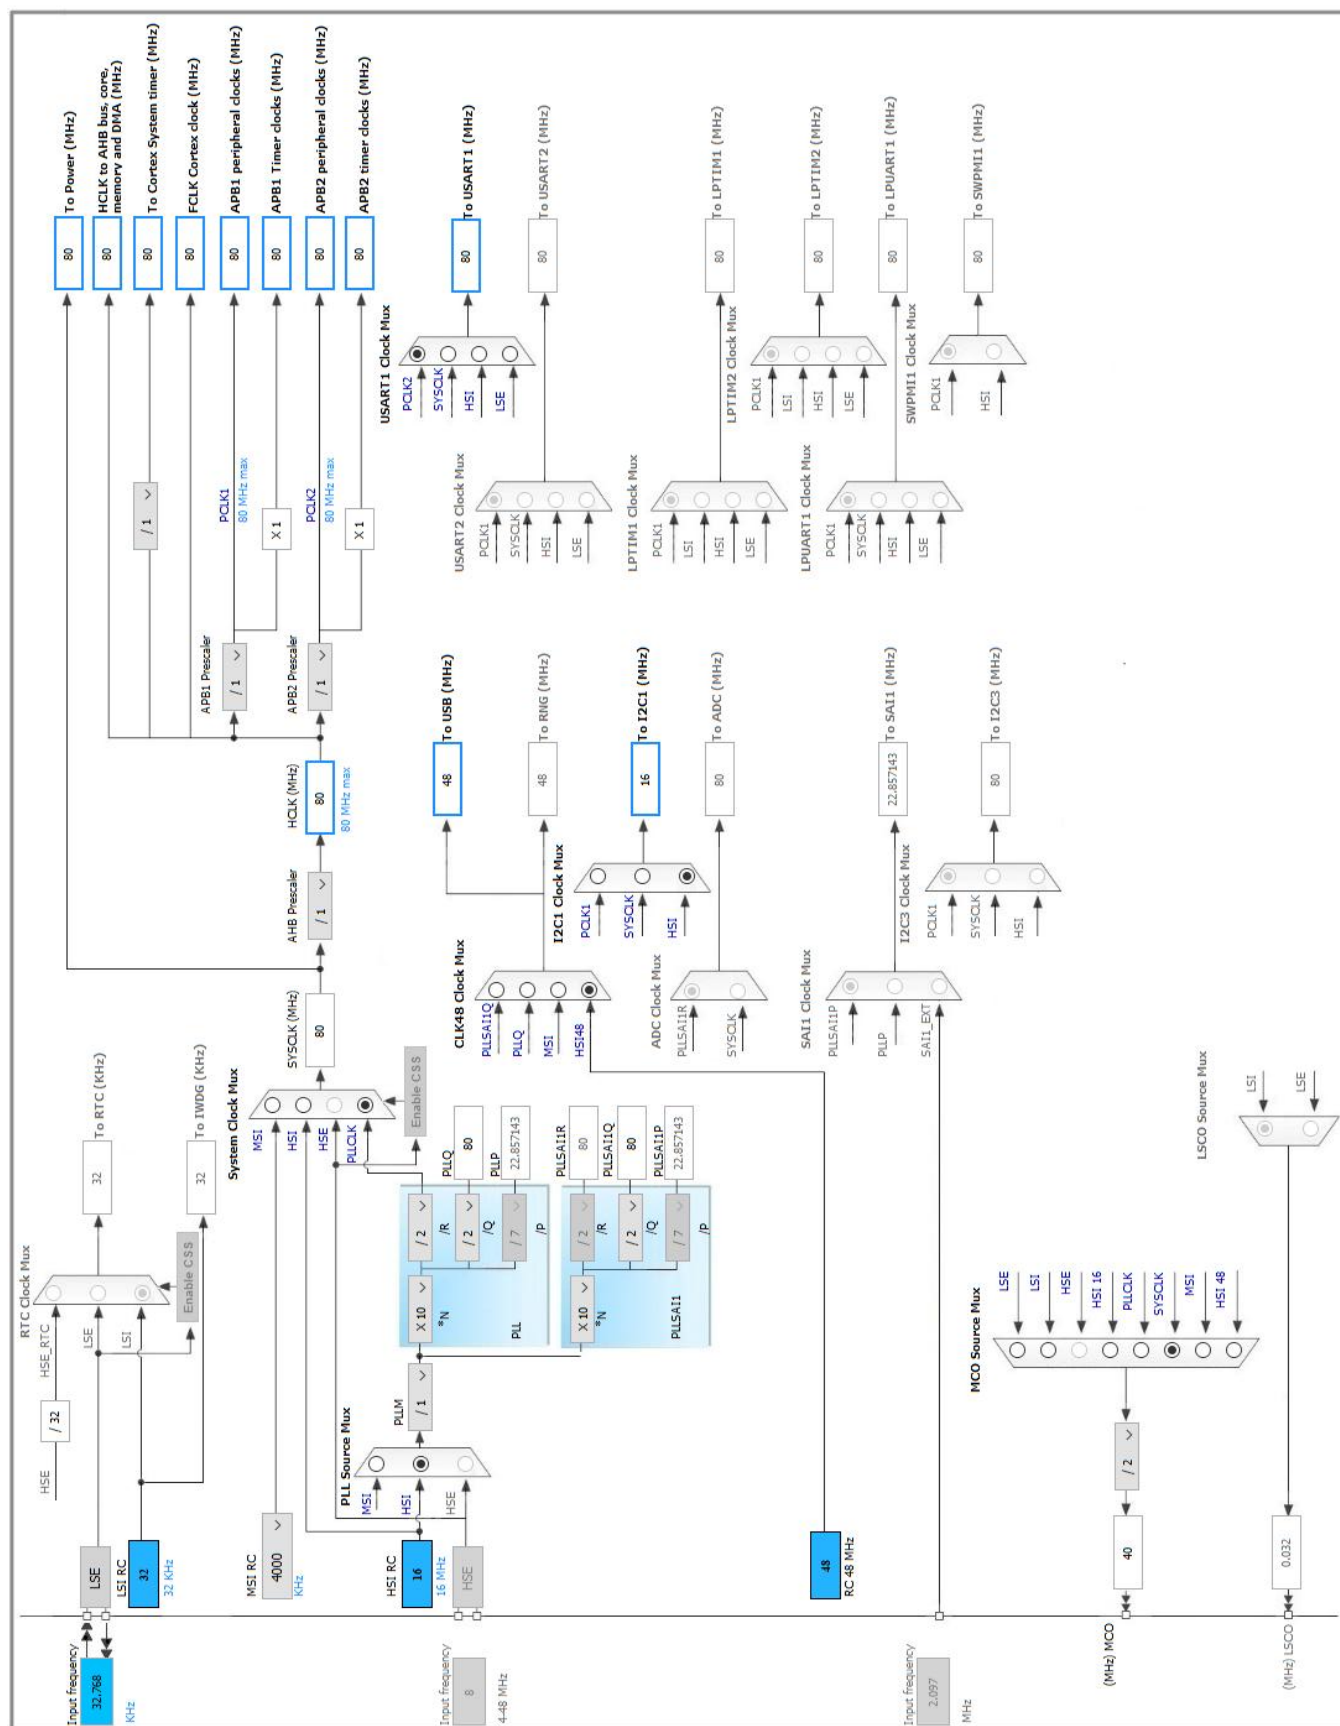 Input frequency
32.768
KHz
LSE
LSI RC
32
32 KHz
HSE
/ 32
HSE_RTC
LSE
LSI
RTC Clock Mux
Enable CSS
32
To RTC (KHz)
32
To IWDG (KHz)
MSI RC
4000
KHz
HSI RC
16
16 MHz
Input frequency
8
4-48 MHz
HSE
PLL Source Mux
MSI
HSI
HSE
PLLM
/ 1
X 10
*N
PLL
/ 2
/R
/ 2
/Q
/ 7
/P
PLLQ
80
PLLP
22.857143
X 10
*N
PLLSAI1
/ 2
/R
/ 2
/Q
/ 7
/P
PLLSAI1R
80
PLLSAI1Q
80
PLLSAI1P
22.857143
System Clock Mux
MSI
HSI
HSE
PLLCLK
Enable CSS
SYSCLK (MHz)
80
AHB Prescaler
/ 1
HCLK (MHz)
80
80 MHz max
APB1 Prescaler
/ 1
APB2 Prescaler
/ 1
/ 1
PCLK1
80 MHz max
X 1
PCLK2
80 MHz max
X 1
80
To Power (MHz)
80
HCLK to AHB bus, core,
memory and DMA (MHz)
80
To Cortex System timer (MHz)
80
FCLK Cortex clock (MHz)
80
APB1 peripheral clocks (MHz)
80
APB1 Timer clocks (MHz)
80
APB2 peripheral clocks (MHz)
80
APB2 timer clocks (MHz)
48
RC 48 MHz
CLK48 Clock Mux
PLLSAI1Q
PLLQ
MSI
HSI48
48
To USB (MHz)
48
To RNG (MHz)
I2C1 Clock Mux
PCLK1
SYSCLK
HSI
16
To I2C1 (MHz)
ADC Clock Mux
PLLSAI1R
SYSCLK
80
To ADC (MHz)
SAI1 Clock Mux
PLLSAI1P
PLLP
SAI1_EXT
22.857143
To SAI1 (MHz)
I2C3 Clock Mux
PCLK1
SYSCLK
HSI
80
To I2C3 (MHz)
USART1 Clock Mux
PCLK2
SYSCLK
HSI
LSE
80
To USART1 (MHz)
USART2 Clock Mux
PCLK1
SYSCLK
HSI
LSE
80
To USART2 (MHz)
LPTIM1 Clock Mux
PCLK1
LSI
HSI
LSE
80
To LPTIM1 (MHz)
LPTIM2 Clock Mux
PCLK1
LSI
HSI
LSE
80
To LPTIM2 (MHz)
LPUART1 Clock Mux
PCLK1
SYSCLK
HSI
LSE
80
To LPUART1 (MHz)
SWPMI1 Clock Mux
PCLK1
HSI
80
To SWPMI1 (MHz)
Input frequency
2.097
MHz
(MHz) MCO
40
/ 2
MCO Source Mux
LSE
LSI
HSE
HSI 16
PLLCLK
SYSCLK
MSI
HSI 48
(MHz) LSCO
0.032
LSCO Source Mux
LSI
LSE